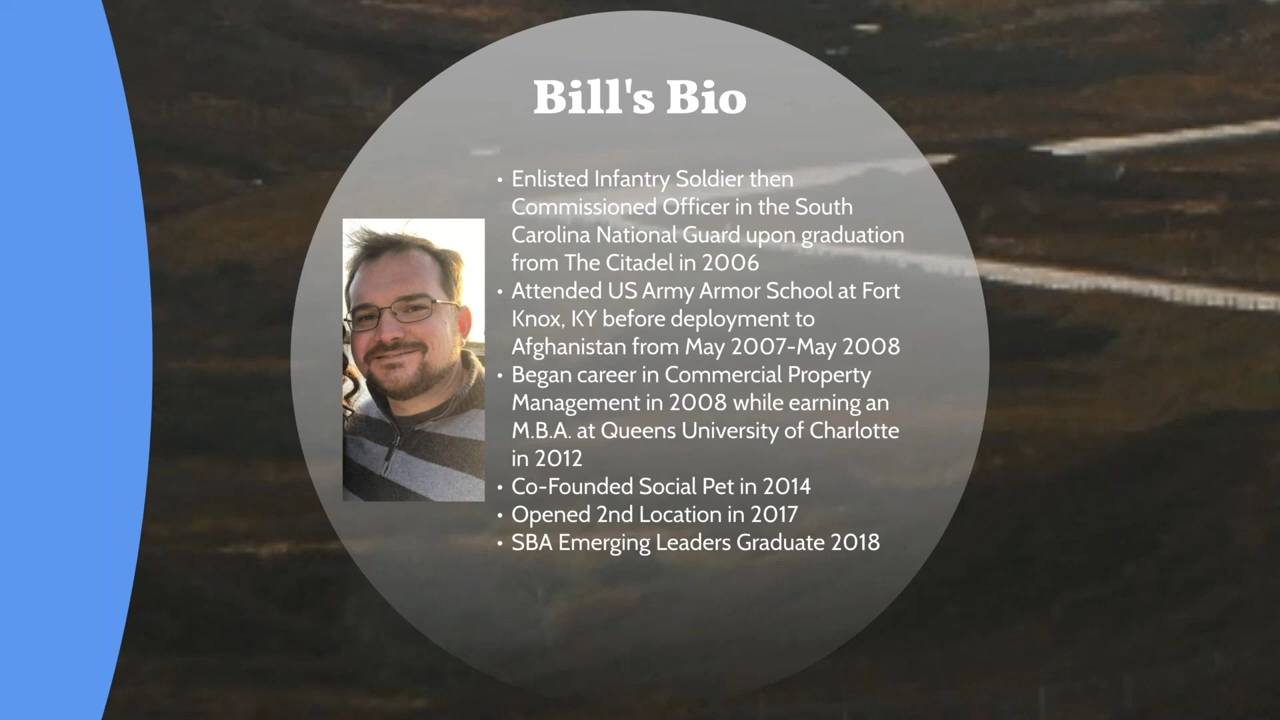 Bill's Bio
• Enlisted Infantry Soldier then
Commissioned Officer in the South
Carolina National Guard upon graduation
from The Citadel in 2006
• Attended US Army Armor School at Fort
Knox, KY before deployment to
Afghanistan from May 2007-May 2008
• Began career in Commercial Property
Management in 2008 while earning an
M.B.A. at Queens University of Charlotte
in 2012
• Co-Founded Social Pet in 2014
• Opened 2nd Location in 2017
• SBA Emerging Leaders Graduate 2018